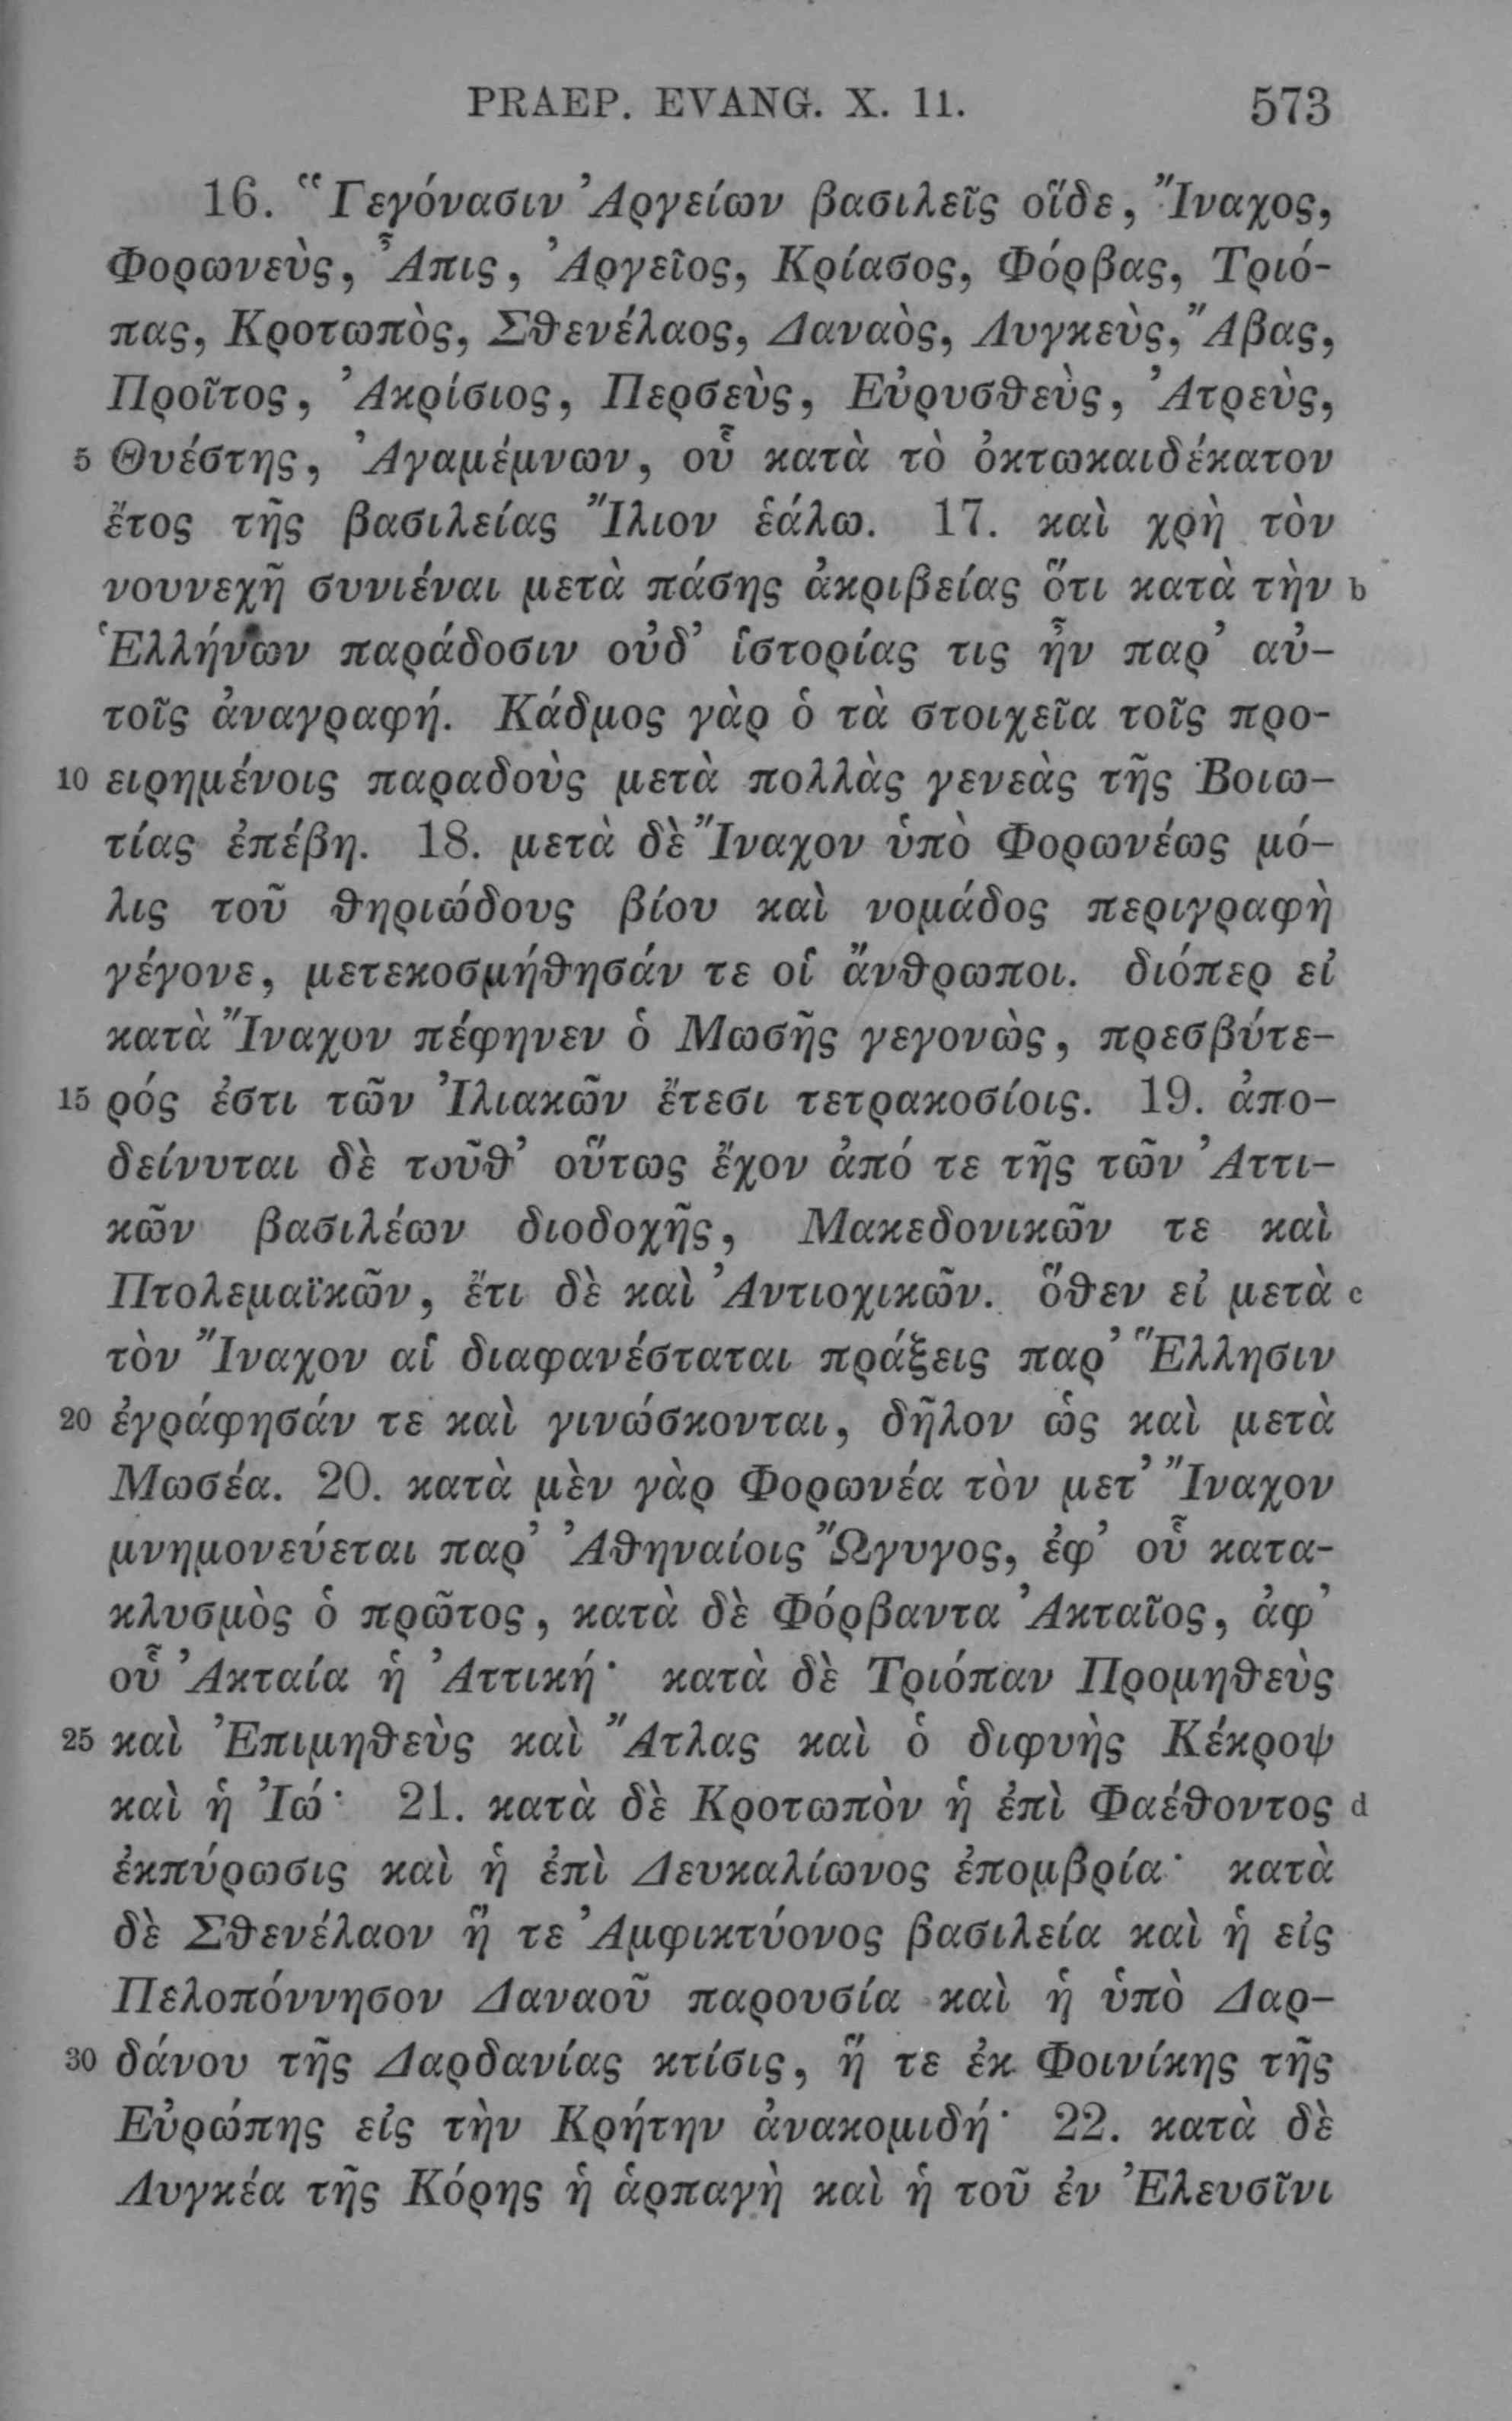 PRAEP. EVANG. X. 11. 573
16. “Γεγόνασιν Ἀργείων βασιλεῖς οἵδε, Ἴναχος,
Φορωνεὺς, Ἆπις, Ἀργεῖος, Κρίασος, Φόρβας, Τριό-
πας, Κροτωπὸς, Σθενέλαος, Δαναὸς, Λυγκεὺς, Ἄβας,
Προῖτος, Ἀκρίσιος, Περσεὺς, Εὐρυσθεὺς, Ἀτρεὺς,
5 Θυέστης, Ἀγαμέμνων, οὗ κατὰ τὸ ὀκτωκαιδέκατον
ἔτος τῆς βασιλείας Ἴλιον ἑάλω. 17. καὶ χρὴ τὸν
νουνεχῆ συνιέναι μετὰ πάσης ἀκριβείας ὅτι κατὰ τὴν b
Ἑλλήνων παράδοσιν οὐδ’ ἱστορίας τις ἦν παρ’ αὐ-
τοῖς ἀναγραφή. Κάδμος γὰρ ὁ τὰ στοιχεῖα τοῖς προ-
10 ειρημένοις παραδοὺς μετὰ πολλὰς γενεὰς τῆς Βοιω-
τίας ἐπέβη. 18. μετὰ δὲ Ἴναχον ὑπὸ Φορωνέως μό-
λις τοῦ θηριώδους βίου καὶ νομάδος περιγραφὴ
γέγονε, μετεκοσμήθησάν τε οἱ ἄνθρωποι. διόπερ εἰ
κατὰ Ἴναχον πέφηνεν ὁ Μωσῆς γεγονὼς, πρεσβύτε-
15 ρός ἐστι τῶν Ἰλιακῶν ἔτεσι τετρακοσίοις. 19. ἀπο-
δείνυται δὲ τοῦθ’ οὕτως ἔχον ἀπό τε τῆς τῶν Ἀττι-
κῶν βασιλέων διοδοχῆς, Μακεδονικῶν τε καὶ
Πτολεμαϊκῶν, ἔτι δὲ καὶ Ἀντιοχικῶν. ὅθεν εἰ μετὰ c
τὸν Ἴναχον αἱ διαφανέσταται πράξεις παρ’ Ἕλλησιν
20 ἐγράφησάν τε καὶ γινώσκονται, δῆλον ὡς καὶ μετὰ
Μωσέα. 20. κατὰ μὲν γὰρ Φορωνέα τὸν μετ’ Ἴναχον
μνημονεύεται παρ’ Ἀθηναίοις Ὤγυγος, ἐφ’ οὗ κατα-
κλυσμὸς ὁ πρῶτος, κατὰ δὲ Φόρβαντα Ἀκταῖος, ἀφ’
οὗ Ἀκταία ἡ Ἀττική· κατὰ δὲ Τριόπαν Προμηθεὺς
25 καὶ Ἐπιμηθεὺς καὶ Ἄτλας καὶ ὁ διφυὴς Κέκροψ
καὶ ἡ Ἰώ· 21. κατὰ δὲ Κροτωπὸν ἡ ἐπὶ Φαέθοντος d
ἐκπύρωσις καὶ ἡ ἐπὶ Δευκαλίωνος ἐπομβρία· κατὰ
δὲ Σθενέλαον ἥ τε Ἀμφικτύονος βασιλεία καὶ ἡ εἰς
Πελοπόννησον Δαναοῦ παρουσία καὶ ἡ ὑπὸ Δαρ-
30 δάνου τῆς Δαρδανίας κτίσις, ἥ τε ἐκ Φοινίκης τῆς
Εὐρώπης εἰς τὴν Κρήτην ἀνακομιδή· 22. κατὰ δὲ
Λυγκέα τῆς Κόρης ἡ ἁρπαγὴ καὶ ἡ τοῦ ἐν Ἐλευσῖνι